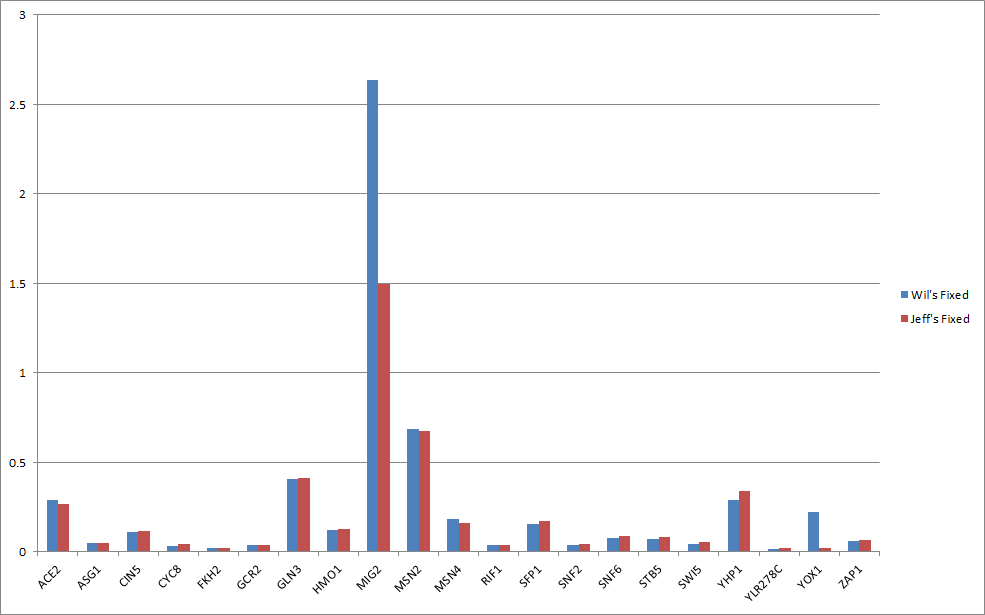 3
2.5
2
1.5
1
0.5
0
ACE2
ASG1
CIN5
CYC8
FKH2
GCR2
GLN3
HMO1
MIG2
MSN2
MSN4
RIF1
SFP1
SNF2
SNF6
STB5
SWI5
YHP1
YLR278C
YOX1
ZAP1
Wil's Fixed
Jeff's Fixed